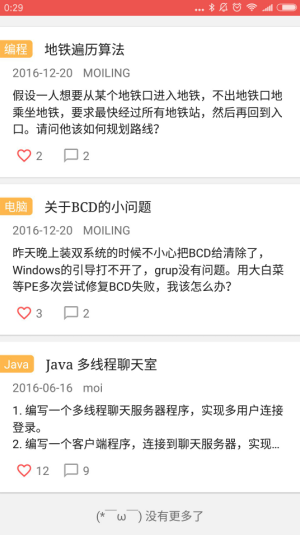 0:29
编程 地铁遍历算法
2016-12-20 MOILING
假设一人想要从某个地铁口进入地铁，不出地铁口地
乘坐地铁，要求最快经过所有地铁站，然后再回到入
口。请问他该如何规划路线？
2 2
电脑 关于BCD的小问题
2016-12-20 MOILING
昨天晚上装双系统的时候不小心把BCD给清除了，
Windows的引导打不开了，grup没有问题。用大白菜
等PE多次尝试修复BCD失败，我该怎么办？
3 2
Java Java 多线程聊天室
2016-06-16 moi
1. 编写一个多线程聊天服务器程序，实现多用户连接
登录。
2. 编写一个客户端程序，连接到聊天服务器，实现...
12 9
(*￣ω￣) 没有更多了